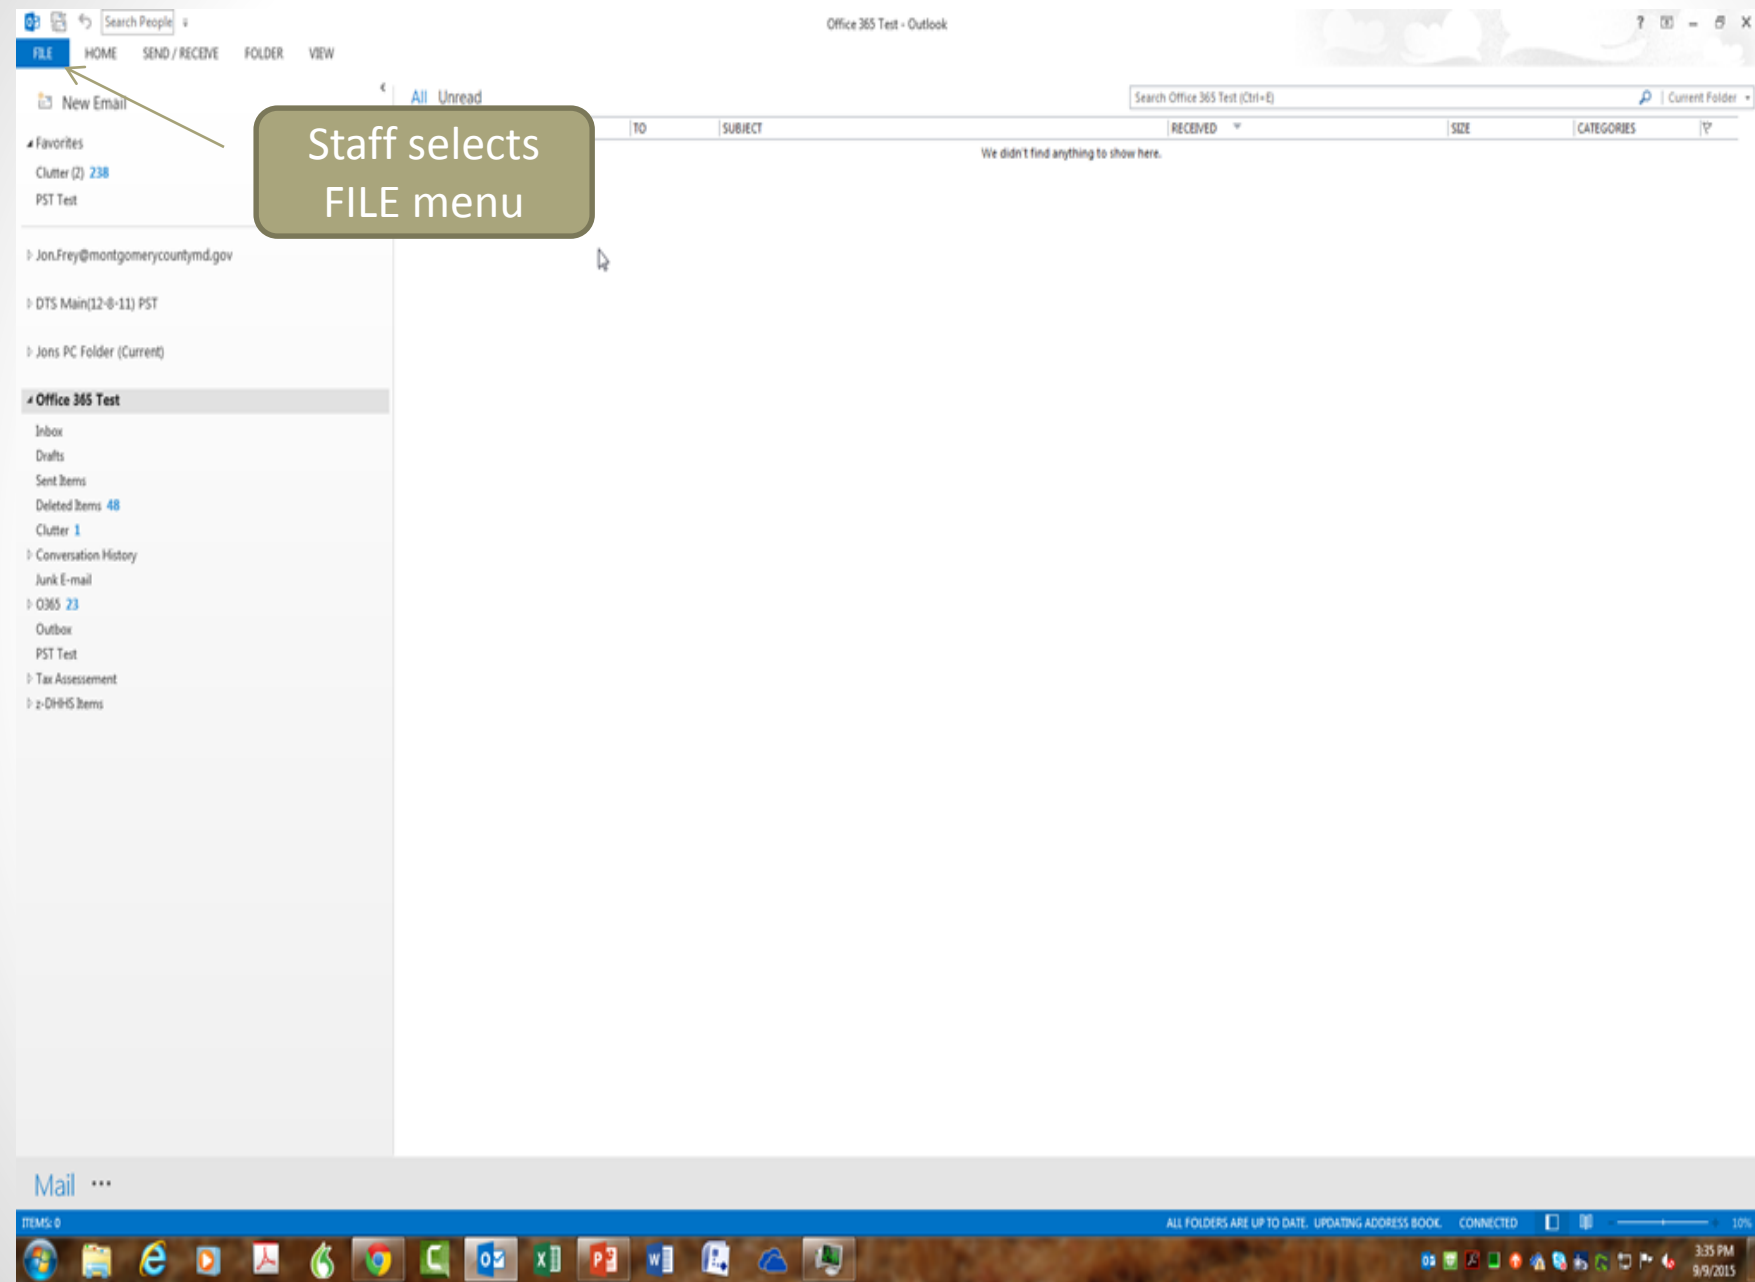 Search People
Office 365 Test - Outlook
FILE HOME SEND / RECEIVE FOLDER VIEW
New Email
All Unread
Search Office 365 Test (Ctrl+E)
Current Folder
Staff selects
FILE menu
TO SUBJECT RECEIVED SIZE CATEGORIES
We didn't find anything to show here.
Favorites
Clutter (2) 238
PST Test
Jon.Frey@montgomerycountymd.gov
DTS Main(12-8-11) PST
Jons PC Folder (Current)
Office 365 Test
Inbox
Drafts
Sent Items
Deleted Items 48
Clutter 1
Conversation History
Junk E-mail
O365 23
Outbox
PST Test
Tax Assessement
z-DHHS Items
Mail ...
ITEMS: 0
ALL FOLDERS ARE UP TO DATE. UPDATING ADDRESS BOOK. CONNECTED
10%
3:35 PM
9/9/2015